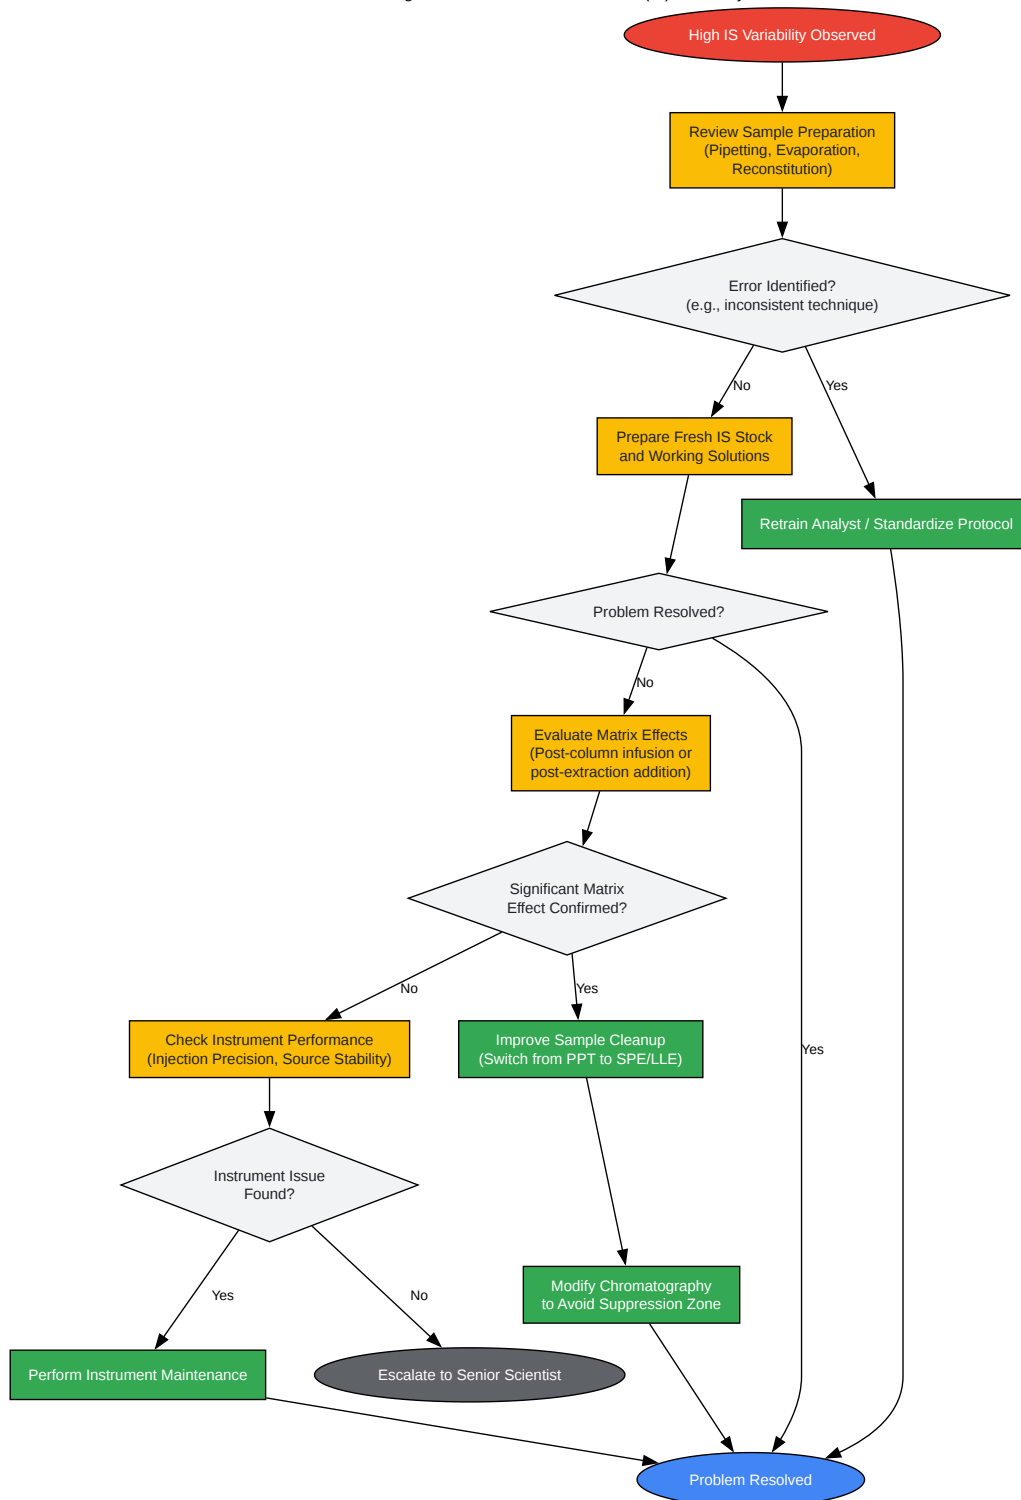 High IS Variability Observed
Review Sample Preparation
(Pipetting, Evaporation,
Reconstitution)
Error Identified?
(e.g., inconsistent technique)
No
Yes
Prepare Fresh IS Stock
and Working Solutions
Retrain Analyst / Standardize Protocol
Problem Resolved?
No
Evaluate Matrix Effects
(Post-column infusion or
post-extraction addition)
Significant Matrix
Effect Confirmed?
No
Yes
Yes
Check Instrument Performance
(Injection Precision, Source Stability)
Improve Sample Cleanup
(Switch from PPT to SPE/LLE)
Instrument Issue
Found?
Yes
No
Modify Chromatography
to Avoid Suppression Zone
Perform Instrument Maintenance
Escalate to Senior Scientist
Problem Resolved